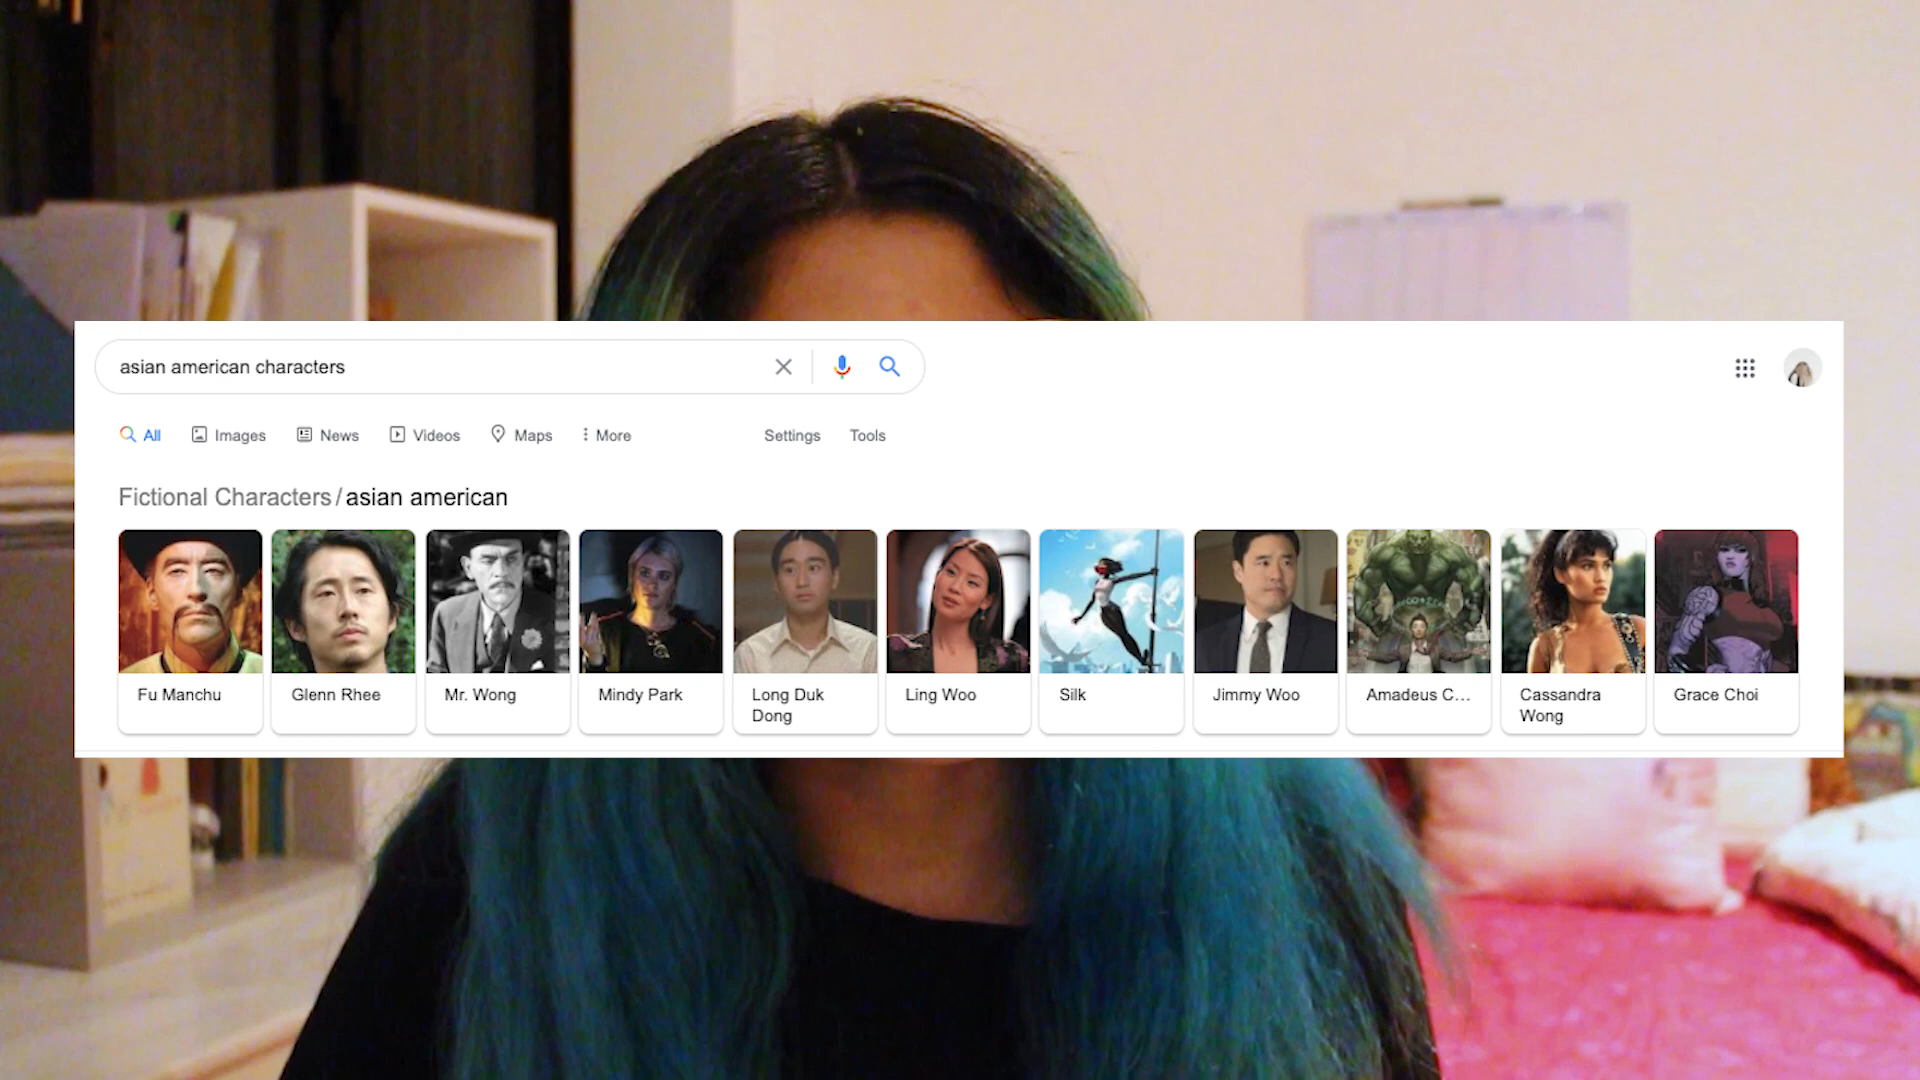 asian american characters
All Images News Videos Maps More Settings Tools
Fictional Characters / asian american
Fu Manchu
Glenn Rhee
Mr. Wong
Mindy Park
Long Duk
Dong
Ling Woo
Silk
Jimmy Woo
Amadeus C...
Cassandra
Wong
Grace Choi